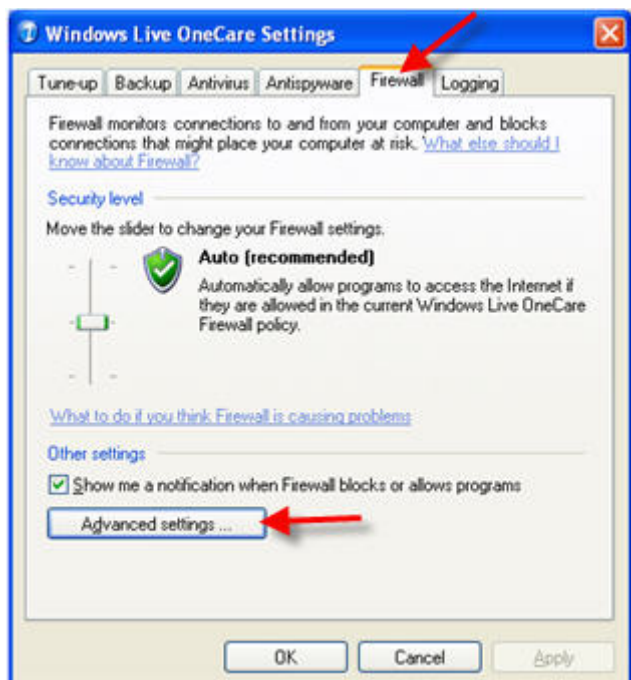 Windows Live OneCare Settings
Tune-up Backup Antivirus Antispyware Firewall Logging
Firewall monitors connections to and from your computer and blocks
connections that might place your computer at risk. What else should I
know about Firewall?
Security level
Move the slider to change your Firewall settings.
Auto (recommended)
Automatically allow programs to access the Internet if
they are allowed in the current Windows Live OneCare
Firewall policy.
What to do if you think Firewall is causing problems
Other settings
Show me a notification when Firewall blocks or allows programs
Advanced settings ...
OK Cancel Apply